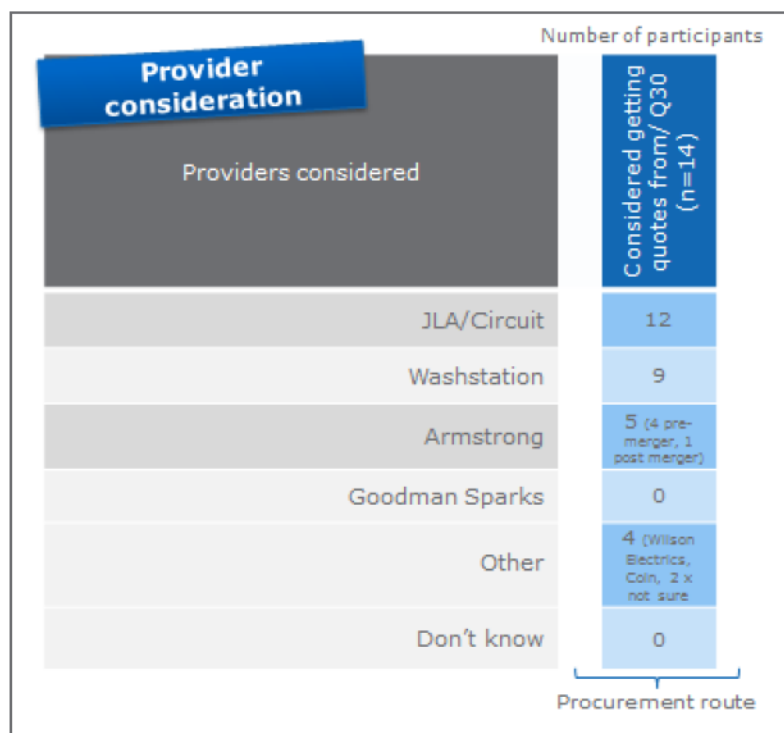 Number of participants
Provider
consideration
Providers considered
Considered getting
quotes from/ Q30
(n=14)
JLA/Circuit
12
Washstation
9
Armstrong
5 (4 pre-
merger, 1
post merger)
Goodman Sparks
0
Other
4 (Wilson
Electrics,
Coin, 2 x
not sure
Don't know
0
Procurement route